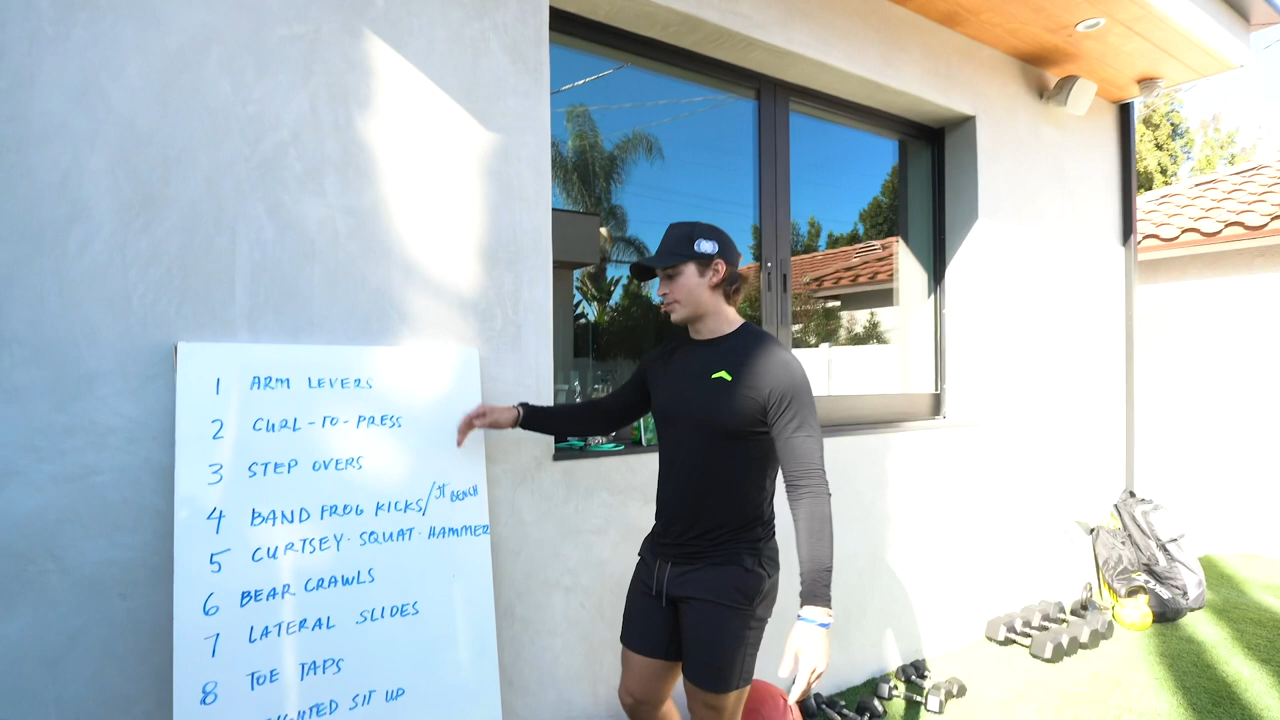 1 ARM LEVERS
2 CURL-TO-PRESS
3 STEP OVERS
4 BAND FROG KICKS/JT BENCH
5 CURTSEY·SQUAT·HAMMER
6 BEAR CRAWLS
7 LATERAL SLIDES
8 TOE TAPS
SIT UP